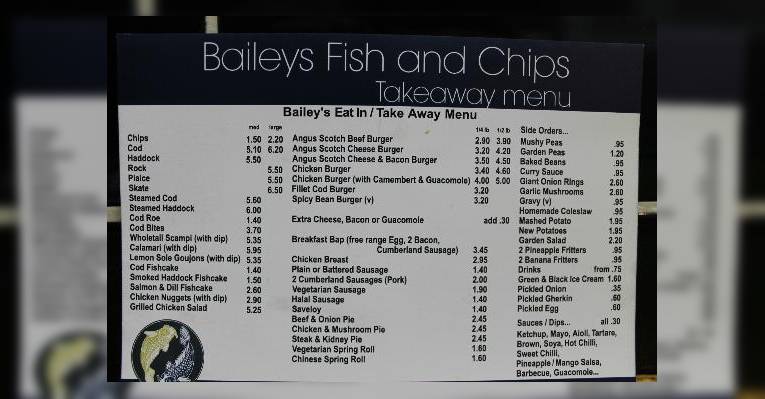 Baileys Fish and Chips
Takeaway menu
Bailey's Eat In / Take Away Menu
med large
Chips 1.50 2.20
Cod 5.10 6.20
Haddock 5.50
Rock 5.50
Plaice 5.50
Skate 6.50
Steamed Cod 5.60
Steamed Haddock 6.00
Cod Roe 1.40
Cod Bites 3.70
Wholetail Scampi (with dip) 5.35
Calamari (with dip) 5.95
Lemon Sole Goujons (with dip) 5.35
Cod Fishcake 1.40
Smoked Haddock Fishcake 1.50
Salmon & Dill Fishcake 2.60
Chicken Nuggets (with dip) 2.90
Grilled Chicken Salad 5.25
1/4 lb 1/2 lb
Angus Scotch Beef Burger 2.90 3.90
Angus Scotch Cheese Burger 3.20 4.20
Angus Scotch Cheese & Bacon Burger 3.50 4.50
Chicken Burger 3.40 4.60
Chicken Burger (with Camembert & Guacomole) 4.00 5.00
Fillet Cod Burger 3.20
Spicy Bean Burger (v) 3.20
Extra Cheese, Bacon or Guacomole add .30
Breakfast Bap (free range Egg, 2 Bacon,
Cumberland Sausage) 3.45
Chicken Breast 2.95
Plain or Battered Sausage 1.40
2 Cumberland Sausages (Pork) 2.00
Vegetarian Sausage 1.90
Halal Sausage 1.40
Saveloy 1.40
Beef & Onion Pie 2.45
Chicken & Mushroom Pie 2.45
Steak & Kidney Pie 2.45
Vegetarian Spring Roll 1.60
Chinese Spring Roll 1.60
Side Orders...
Mushy Peas .95
Garden Peas 1.20
Baked Beans .95
Curry Sauce .95
Giant Onion Rings 2.60
Garlic Mushrooms 2.60
Gravy (v) .95
Homemade Coleslaw .95
Mashed Potato 1.95
New Potatoes 1.95
Garden Salad 2.20
2 Pineapple Fritters .95
2 Banana Fritters .95
Drinks from .75
Green & Black Ice Cream 1.60
Pickled Onion .35
Pickled Gherkin .60
Pickled Egg .60
Sauces / Dips... all .30
Ketchup, Mayo, Aioli, Tartare,
Brown, Soya, Hot Chilli,
Sweet Chilli,
Pineapple / Mango Salsa,
Barbecue, Guacomole...